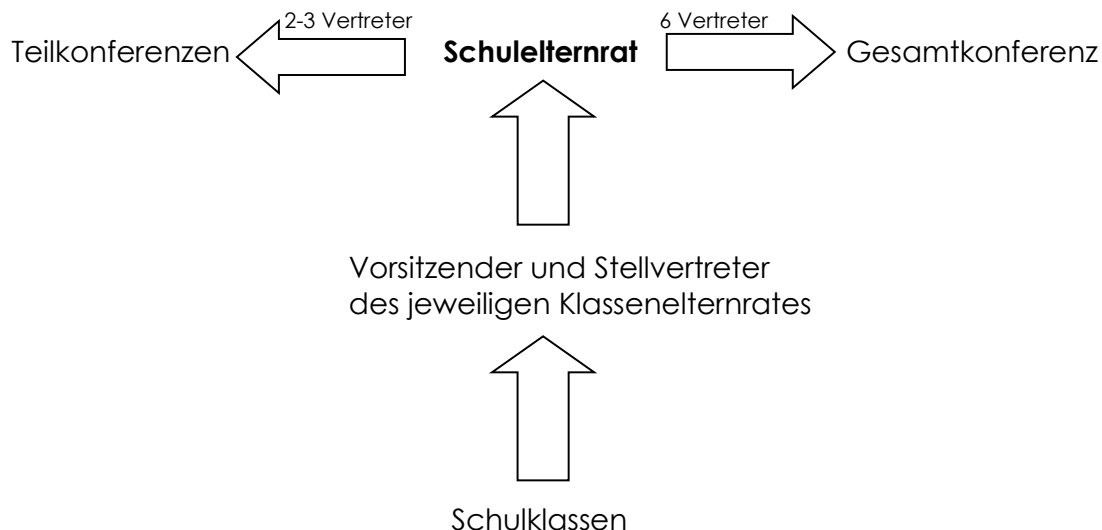 2-3 Vertreter
6 Vertreter
Teilkonferenzen
Schulelternrat
Gesamtkonferenz
Vorsitzender und Stellvertreter
des jeweiligen Klassenelternrates
Schulklassen